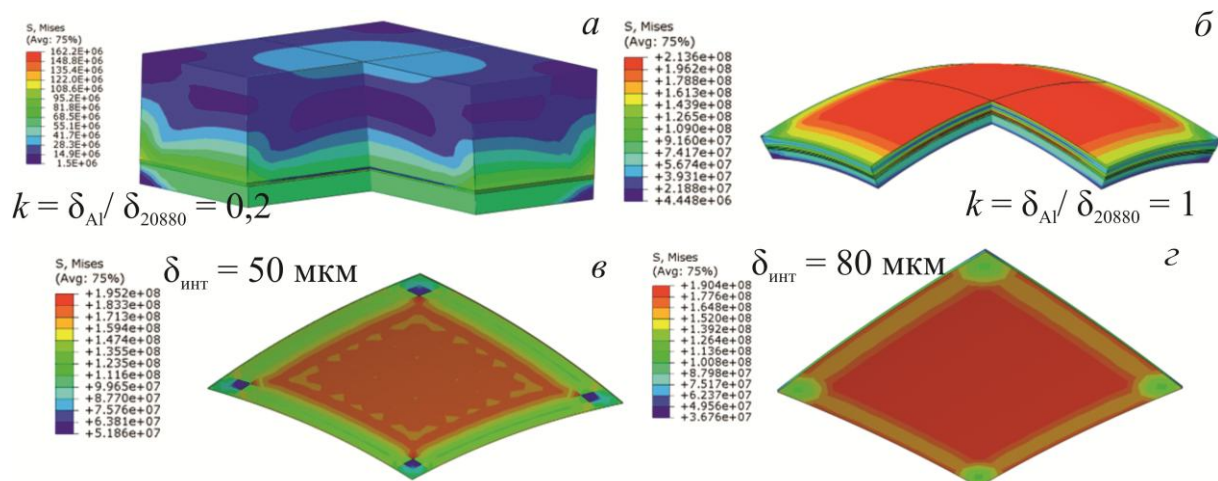 S, Mises
(Avg: 75%)
162.2E+06
148.8E+06
135.4E+06
122.0E+06
108.6E+06
95.2E+06
81.8E+06
68.5E+06
55.1E+06
41.7E+06
28.3E+06
14.9E+06
1.5E+06
а
k = δAl/ δ20880 = 0,2
S, Mises
(Avg: 75%)
+2.136e+08
+1.962e+08
+1.788e+08
+1.613e+08
+1.439e+08
+1.265e+08
+1.090e+08
+9.160e+07
+7.417e+07
+5.674e+07
+3.931e+07
+2.188e+07
+4.448e+06
б
k = δAl/ δ20880 = 1
S, Mises
(Avg: 75%)
+1.952e+08
+1.833e+08
+1.713e+08
+1.594e+08
+1.474e+08
+1.355e+08
+1.235e+08
+1.116e+08
+9.965e+07
+8.770e+07
+7.576e+07
+6.381e+07
+5.186e+07
δинт = 50 мкм
в
S, Mises
(Avg: 75%)
+1.904e+08
+1.776e+08
+1.648e+08
+1.520e+08
+1.392e+08
+1.264e+08
+1.136e+08
+1.008e+08
+8.798e+07
+7.517e+07
+6.237e+07
+4.956e+07
+3.676e+07
δинт = 80 мкм
г